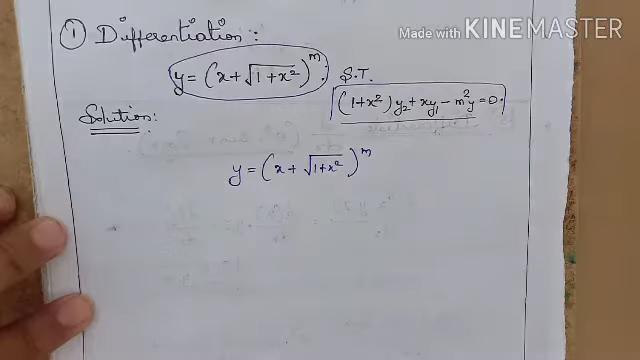 Made with KINEMASTER
① Differentiation:
y = (x + √1+x²)^m. S.T.
(1+x²) y₂ + xy₁ - m²y = 0.
Solution:
y = (x + √1+x²)^m